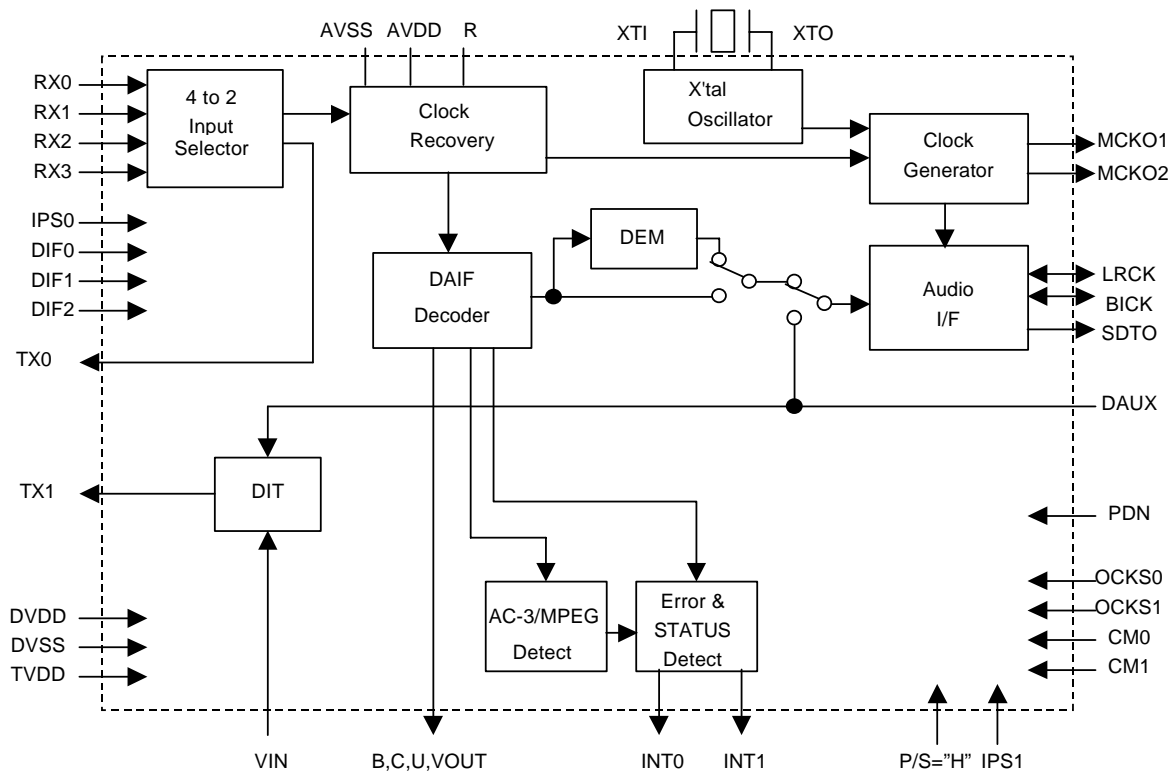 AVSS AVDD R
XTI XTO
RX0
RX1
RX2
RX3
4 to 2
Input
Selector
Clock
Recovery
X'tal
Oscillator
Clock
Generator
MCKO1
MCKO2
IPS0
DIF0
DIF1
DIF2
DEM
DAIF
Decoder
Audio
I/F
LRCK
BICK
SDTO
TX0
DAUX
TX1
DIT
PDN
AC-3/MPEG
Detect
Error &
STATUS
Detect
OCKS0
OCKS1
CM0
CM1
DVDD
DVSS
TVDD
VIN
B,C,U,VOUT
INT0
INT1
P/S="H"
IPS1